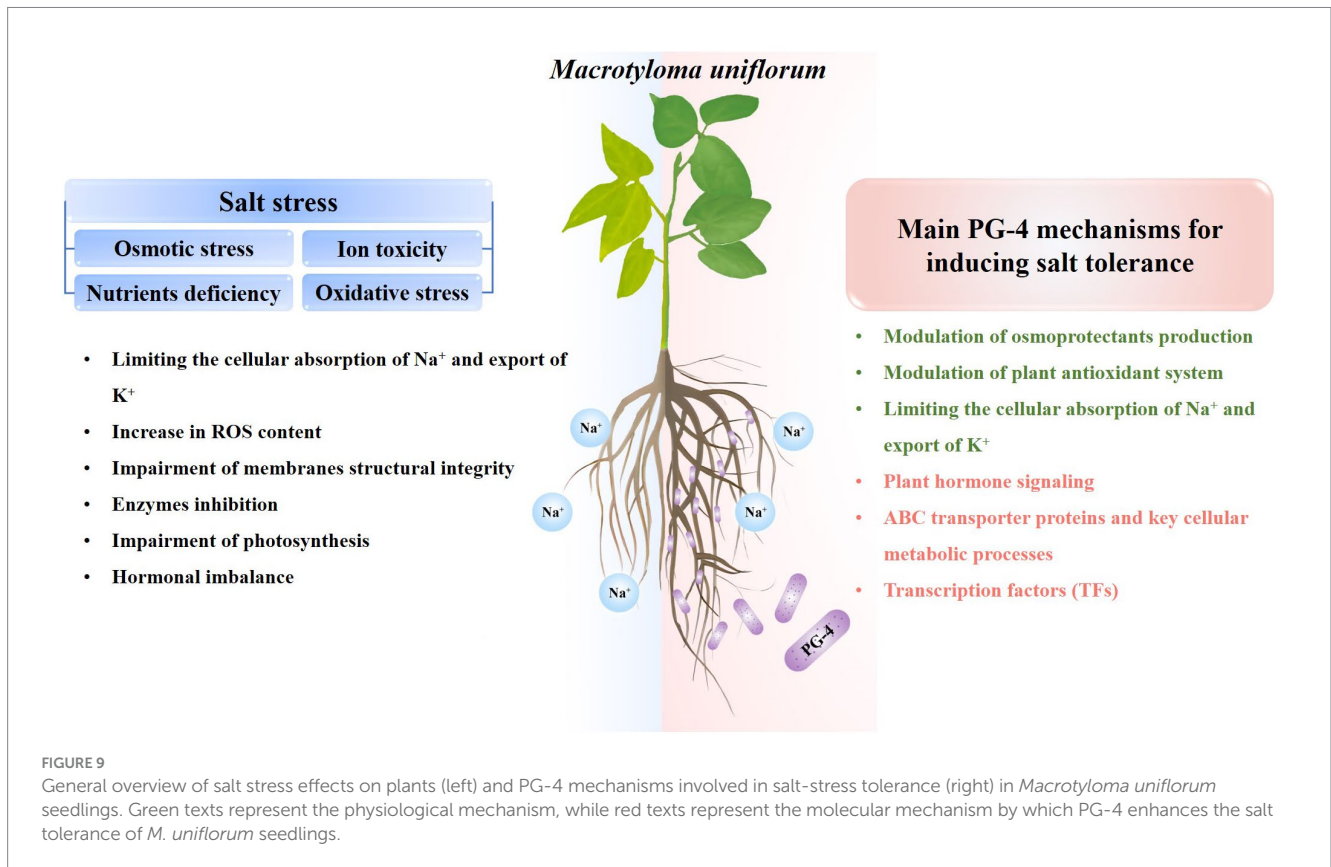 Macrotyloma uniflorum
Salt stress
Osmotic stress
Ion toxicity
Nutrients deficiency
Oxidative stress
• Limiting the cellular absorption of Na⁺ and export of
K⁺
• Increase in ROS content
• Impairment of membranes structural integrity
• Enzymes inhibition
• Impairment of photosynthesis
• Hormonal imbalance
Na⁺
Na⁺
Na⁺
Na⁺
Na⁺
PG-4
Main PG-4 mechanisms for
inducing salt tolerance
• Modulation of osmoprotectants production
• Modulation of plant antioxidant system
• Limiting the cellular absorption of Na⁺ and
export of K⁺
• Plant hormone signaling
• ABC transporter proteins and key cellular
metabolic processes
• Transcription factors (TFs)
FIGURE 9
General overview of salt stress effects on plants (left) and PG-4 mechanisms involved in salt-stress tolerance (right) in Macrotyloma uniflorum
seedlings. Green texts represent the physiological mechanism, while red texts represent the molecular mechanism by which PG-4 enhances the salt
tolerance of M. uniflorum seedlings.